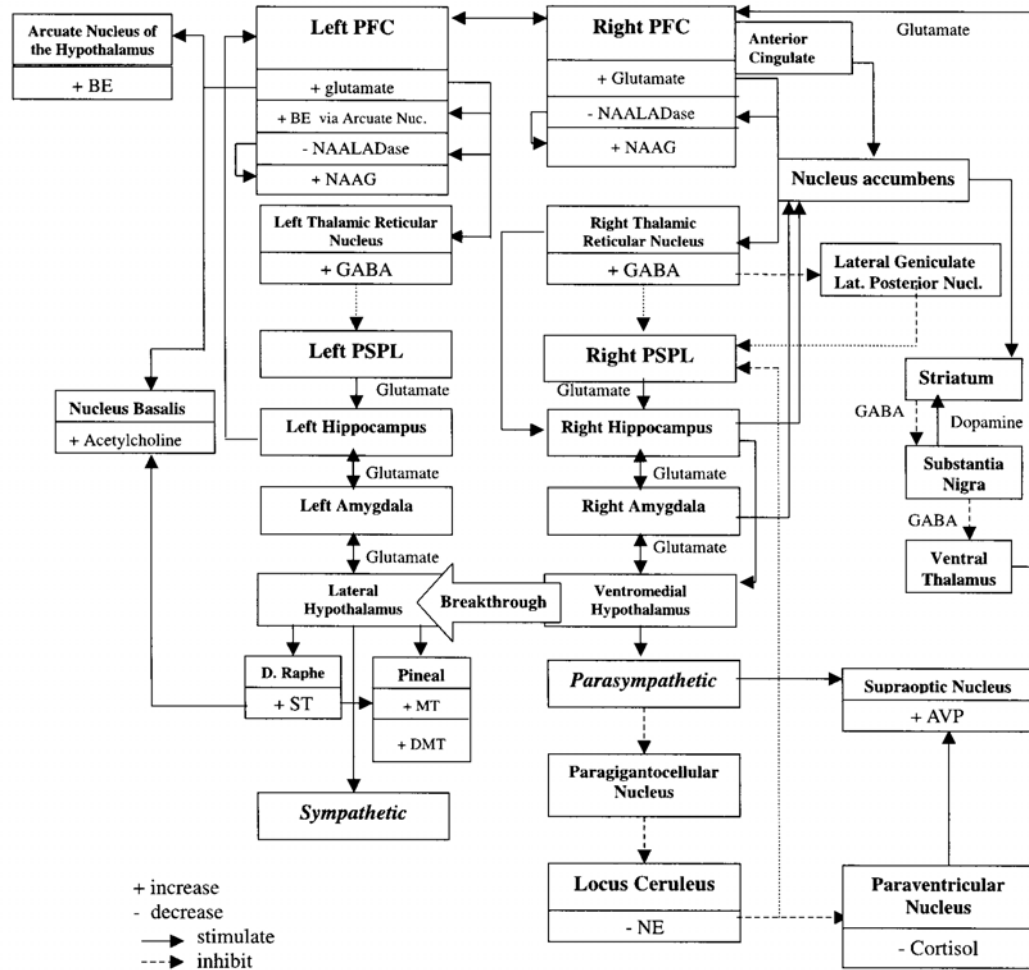 Arcuate Nucleus of
the Hypothalamus
+ BE
Left PFC
+ glutamate
+ BE via Arcuate Nuc.
- NAALADase
+ NAAG
Right PFC
+ Glutamate
- NAALADase
+ NAAG
Anterior
Cingulate
Glutamate
Nucleus accumbens
Left Thalamic Reticular
Nucleus
+ GABA
Right Thalamic
Reticular Nucleus
+ GABA
Lateral Geniculate
Lat. Posterior Nucl.
Left PSPL
Glutamate
Right PSPL
Glutamate
Striatum
GABA
Dopamine
Nucleus Basalis
+ Acetylcholine
Left Hippocampus
Glutamate
Right Hippocampus
Glutamate
Substantia
Nigra
GABA
Left Amygdala
Glutamate
Right Amygdala
Glutamate
Ventral
Thalamus
Lateral
Hypothalamus
Breakthrough
Ventromedial
Hypothalamus
D. Raphe
+ ST
Pineal
+ MT
+ DMT
Parasympathetic
Supraoptic Nucleus
+ AVP
Sympathetic
Paragigantocellular
Nucleus
Locus Ceruleus
- NE
Paraventricular
Nucleus
- Cortisol
+ increase
- decrease
stimulate
inhibit